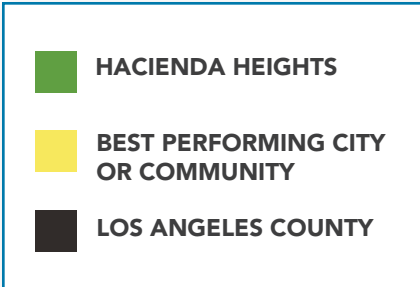 HACIENDA HEIGHTS
BEST PERFORMING CITY
OR COMMUNITY
LOS ANGELES COUNTY